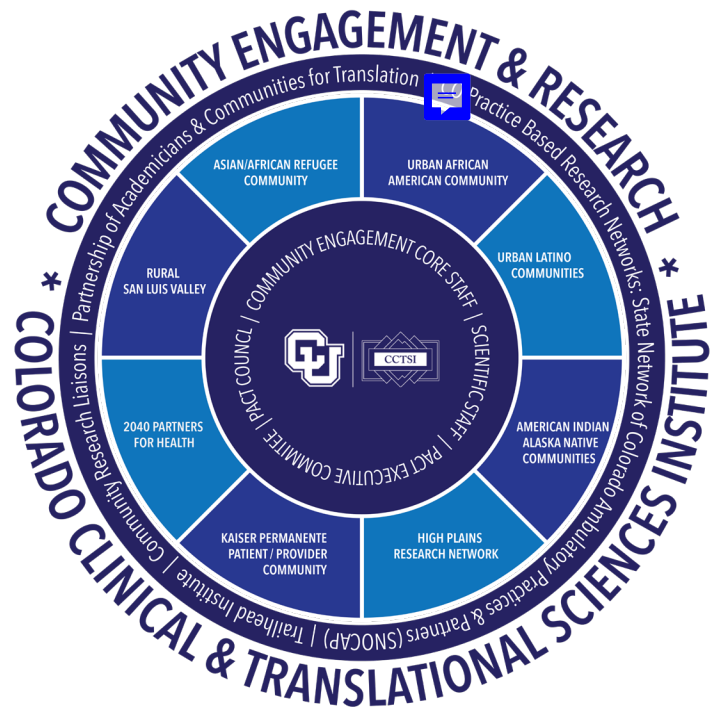 COMMUNITY ENGAGEMENT & RESEARCH
* COLORADO CLINICAL & TRANSLATIONAL SCIENCES INSTITUTE *
Partnership of Academicians & Communities for Translation
Practice Based Research Networks: State Network of Colorado Ambulatory Practices & Partners (SNOCAP) | Trailhead Institute | Community Research Liaisons |
ASIAN/AFRICAN REFUGEE
COMMUNITY
URBAN AFRICAN
AMERICAN COMMUNITY
URBAN LATINO
COMMUNITIES
AMERICAN INDIAN
ALASKA NATIVE
COMMUNITIES
HIGH PLAINS
RESEARCH NETWORK
KAISER PERMANENTE
PATIENT / PROVIDER
COMMUNITY
2040 PARTNERS
FOR HEALTH
RURAL
SAN LUIS VALLEY
COMMUNITY ENGAGEMENT CORE STAFF | SCIENTIFIC STAFF | PACT EXECUTIVE COMMITEE | PACT COUNCL |
CU
CCTSI